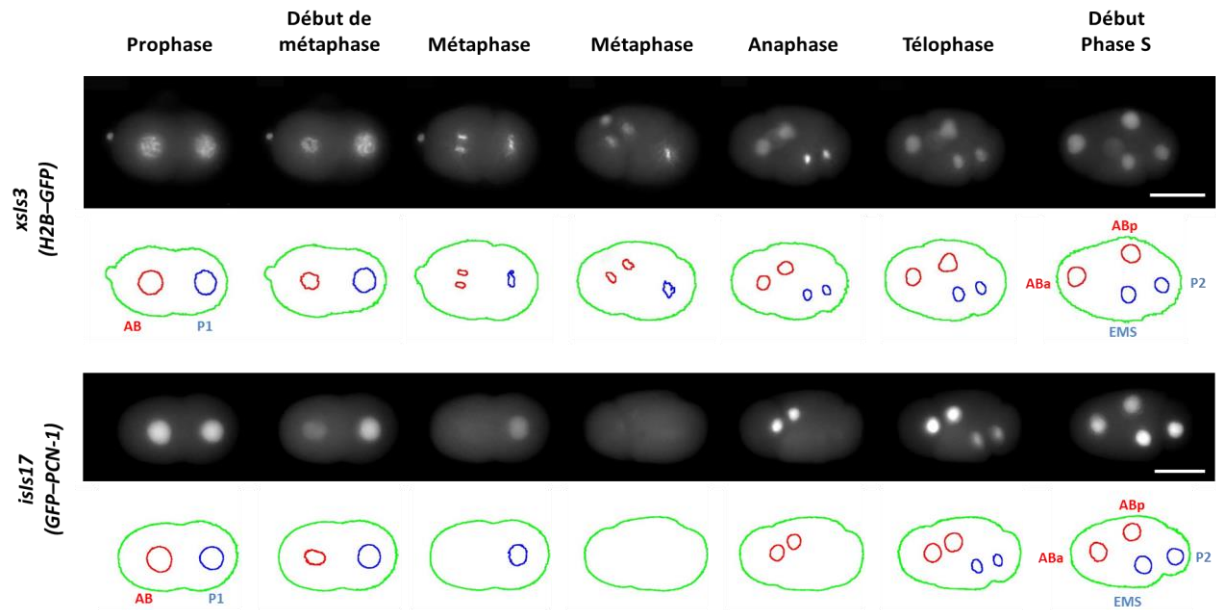 Prophase
Début de
métaphase
Métaphase
Métaphase
Anaphase
Télophase
Début
Phase S
xsIs3
(H2B–GFP)
AB
P1
ABp
ABa
P2
EMS
isIs17
(GFP–PCN-1)
AB
P1
ABp
ABa
P2
EMS